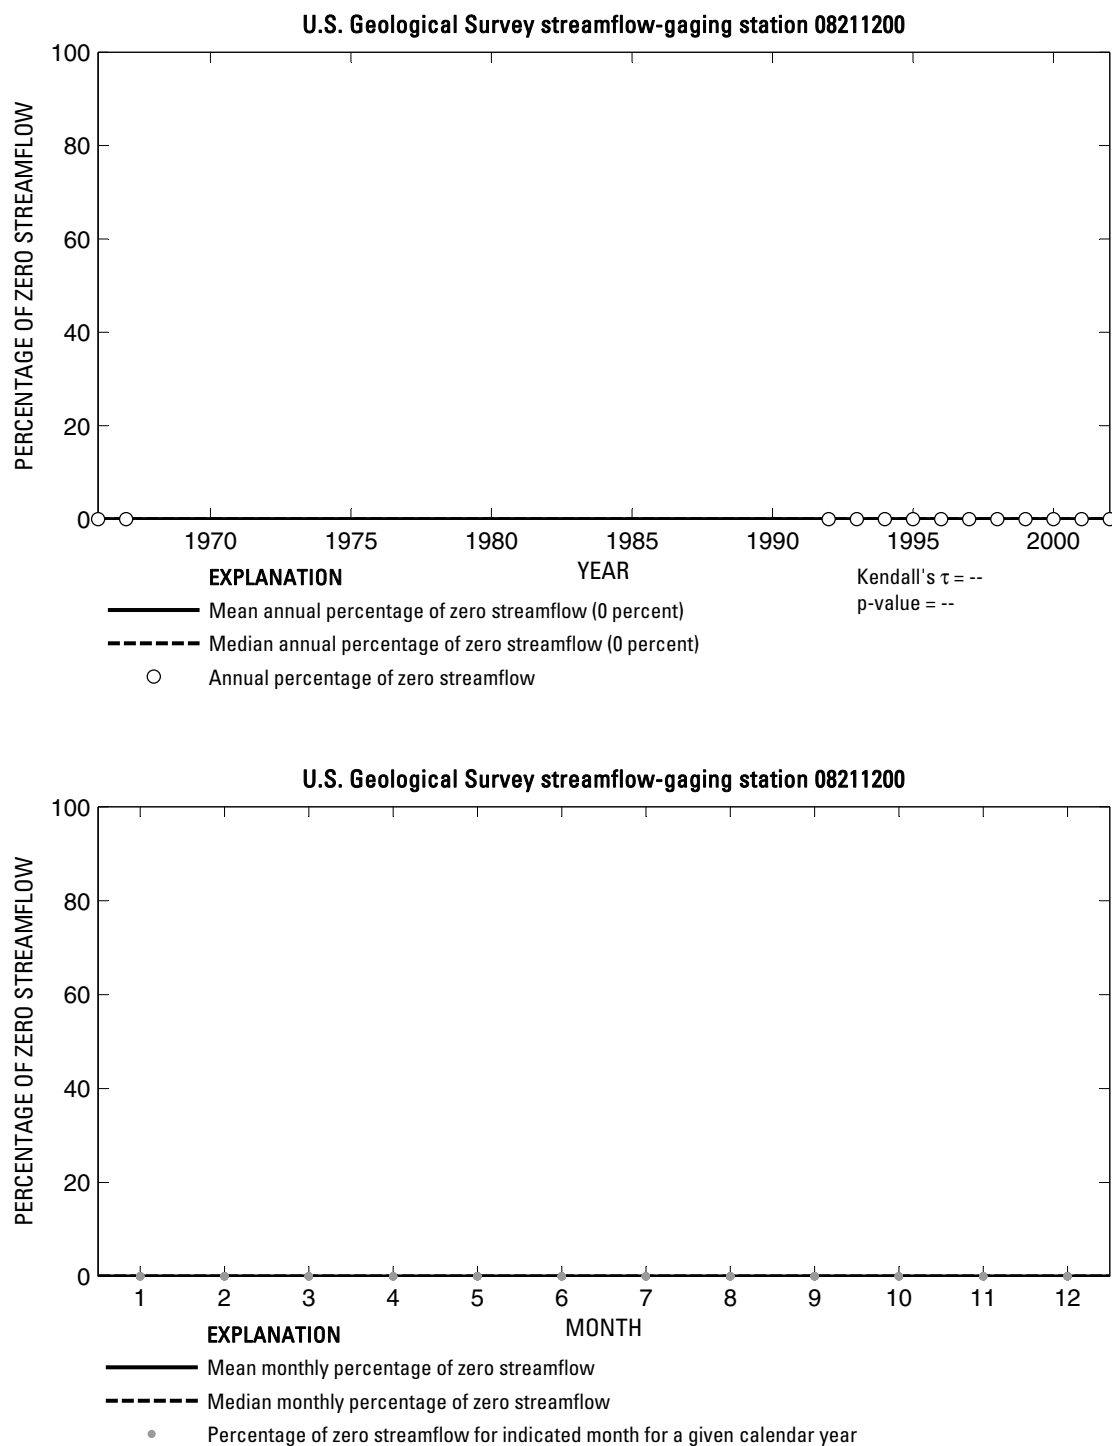 U.S. Geological Survey streamflow-gaging station 08211200
PERCENTAGE OF ZERO STREAMFLOW
100
80
60
40
20
0
1970 1975 1980 1985 1990 1995 2000
YEAR
EXPLANATION
Mean annual percentage of zero streamflow (0 percent)
Median annual percentage of zero streamflow (0 percent)
Annual percentage of zero streamflow
Kendall's τ = --
p-value = --
U.S. Geological Survey streamflow-gaging station 08211200
PERCENTAGE OF ZERO STREAMFLOW
100
80
60
40
20
0
1 2 3 4 5 6 7 8 9 10 11 12
MONTH
EXPLANATION
Mean monthly percentage of zero streamflow
Median monthly percentage of zero streamflow
Percentage of zero streamflow for indicated month for a given calendar year